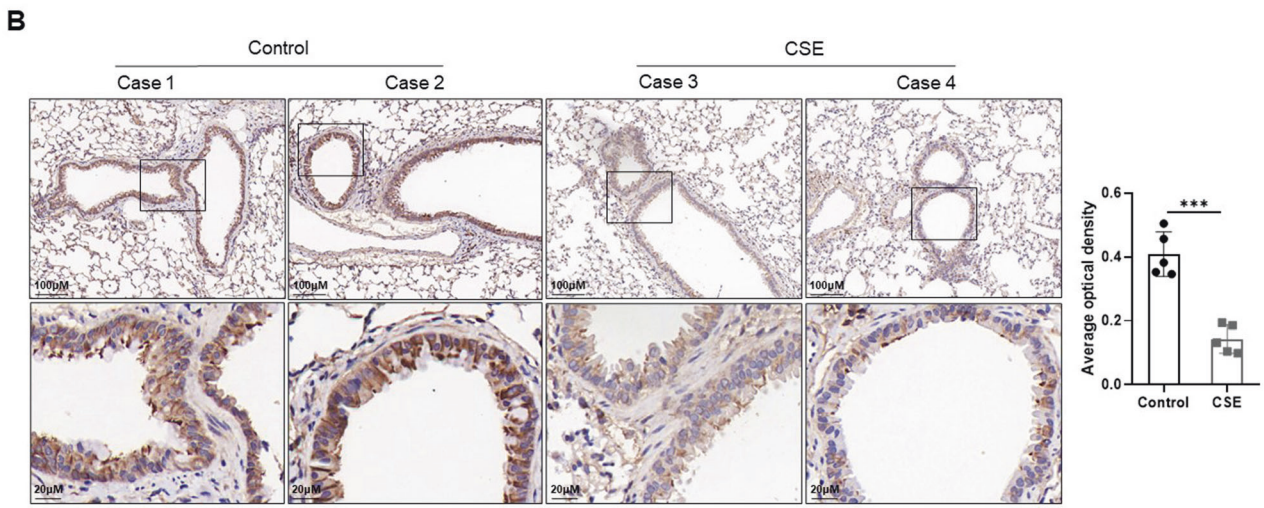 B
Control
CSE
Case 1
Case 2
Case 3
Case 4
100μM
100μM
100μM
100μM
20μM
20μM
20μM
20μM
Average optical density
0.6
0.4
0.2
0.0
***
Control
CSE